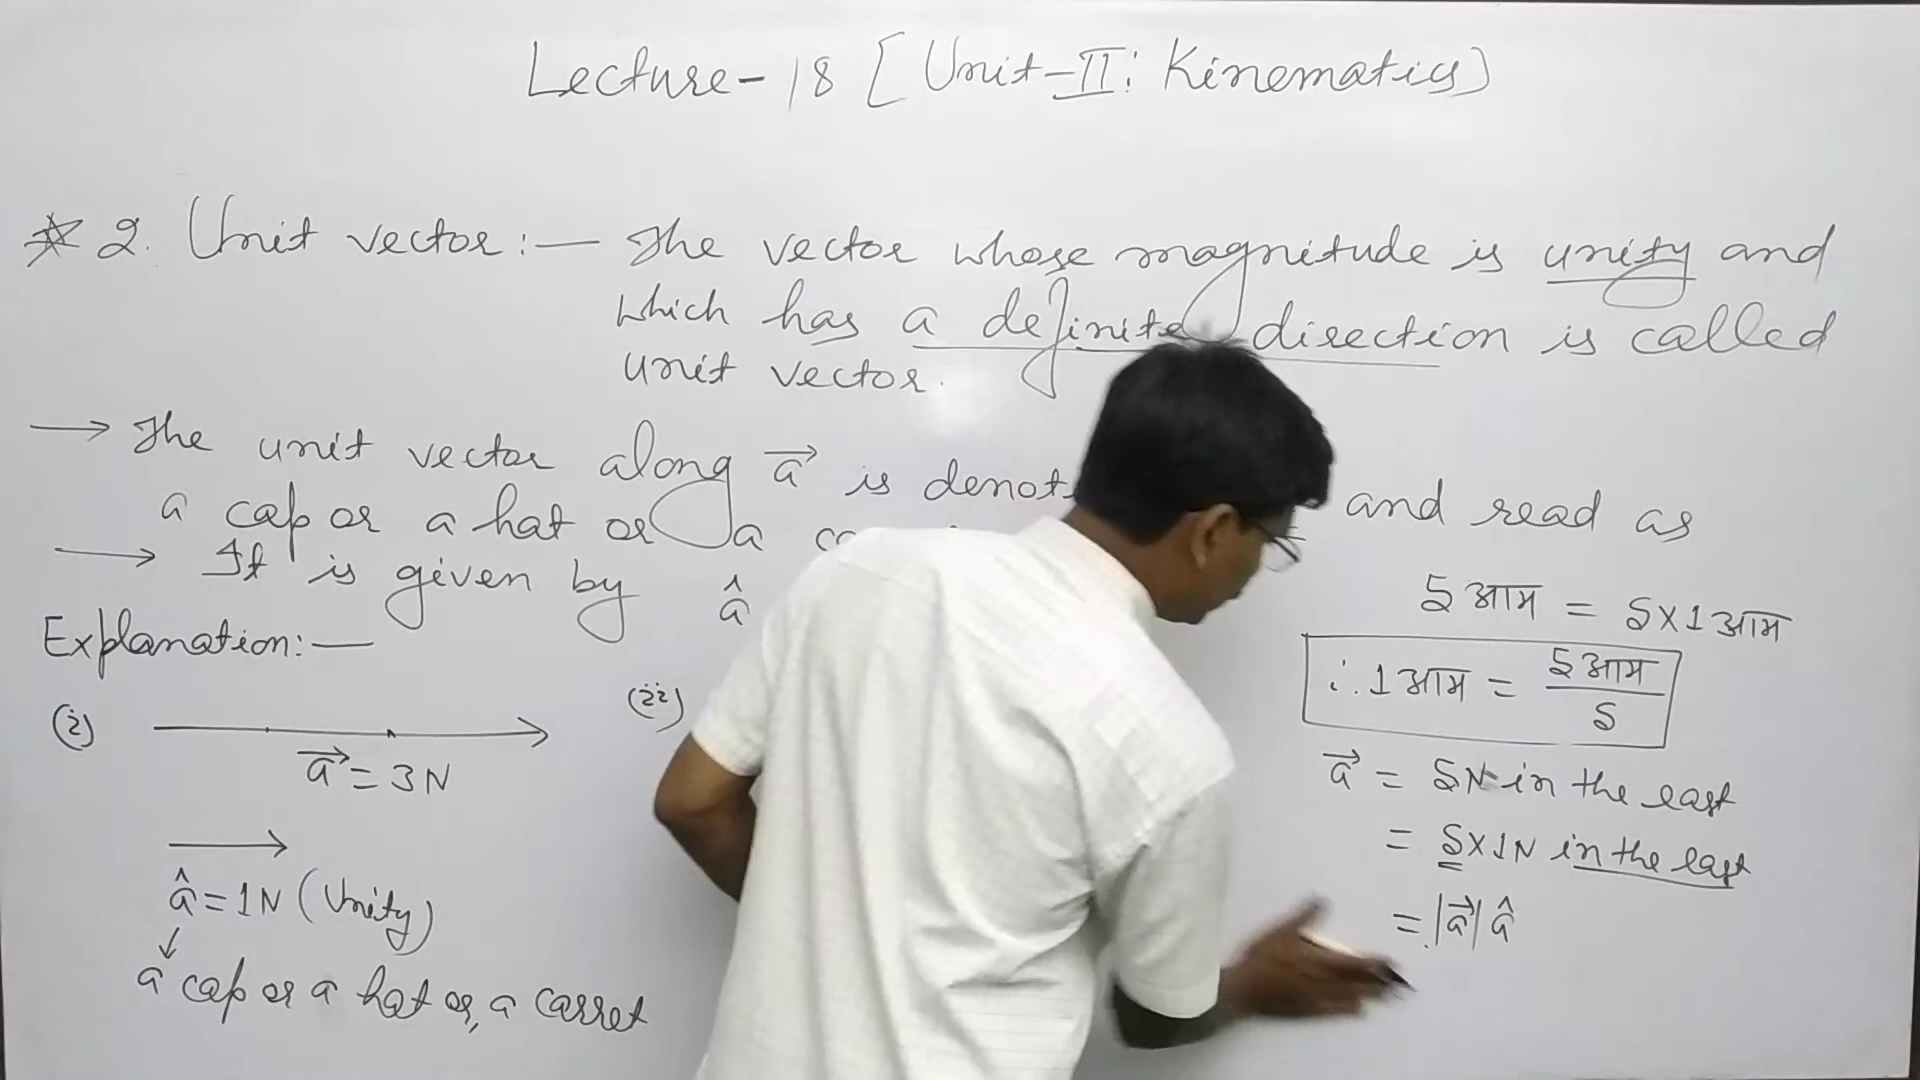 Lecture-18 [Unit-II: Kinematics)
* 2. Unit vector:— The vector whose magnitude is unity and
which has a definite direction is called
unit vector.
→ The unit vector along a⃗ is and read as
a cap or a hat or a
→ It is given by â
Explanation:—
(i)
a⃗ = 3N
â = 1N (Unity)
↓
a cap or a hat or, a carret
(ii)
5 आम = 5×1 आम
∴ 1 आम = 5 आम / 5
a⃗ = 5N in the east
= 5×1N in the east
= |a⃗| â